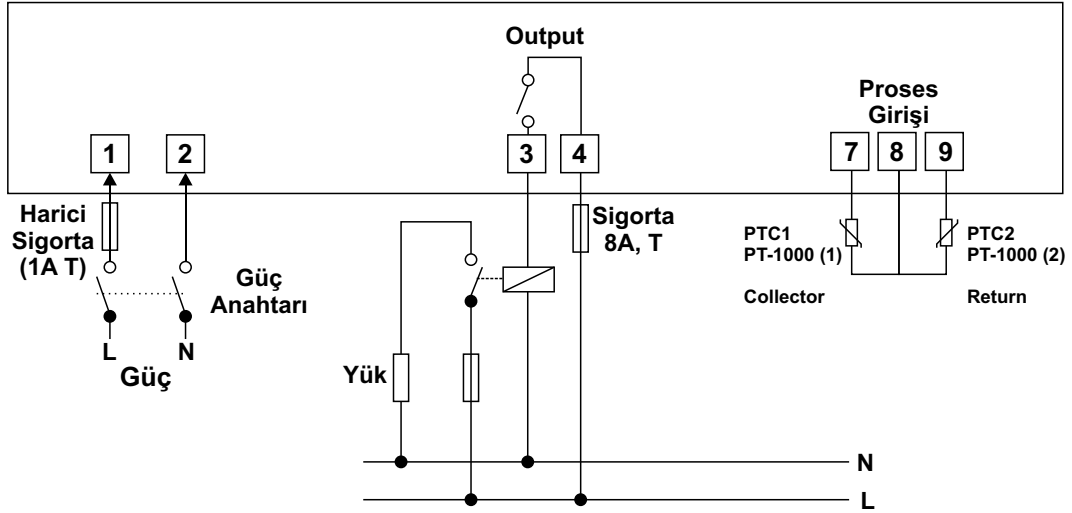 Output
Proses
Girişi
1
2
3
4
7
8
9
Harici
Sigorta
(1A T)
Güç
Anahtarı
L
N
Güç
Sigorta
8A, T
PTC1
PT-1000 (1)
Collector
PTC2
PT-1000 (2)
Return
Yük
N
L